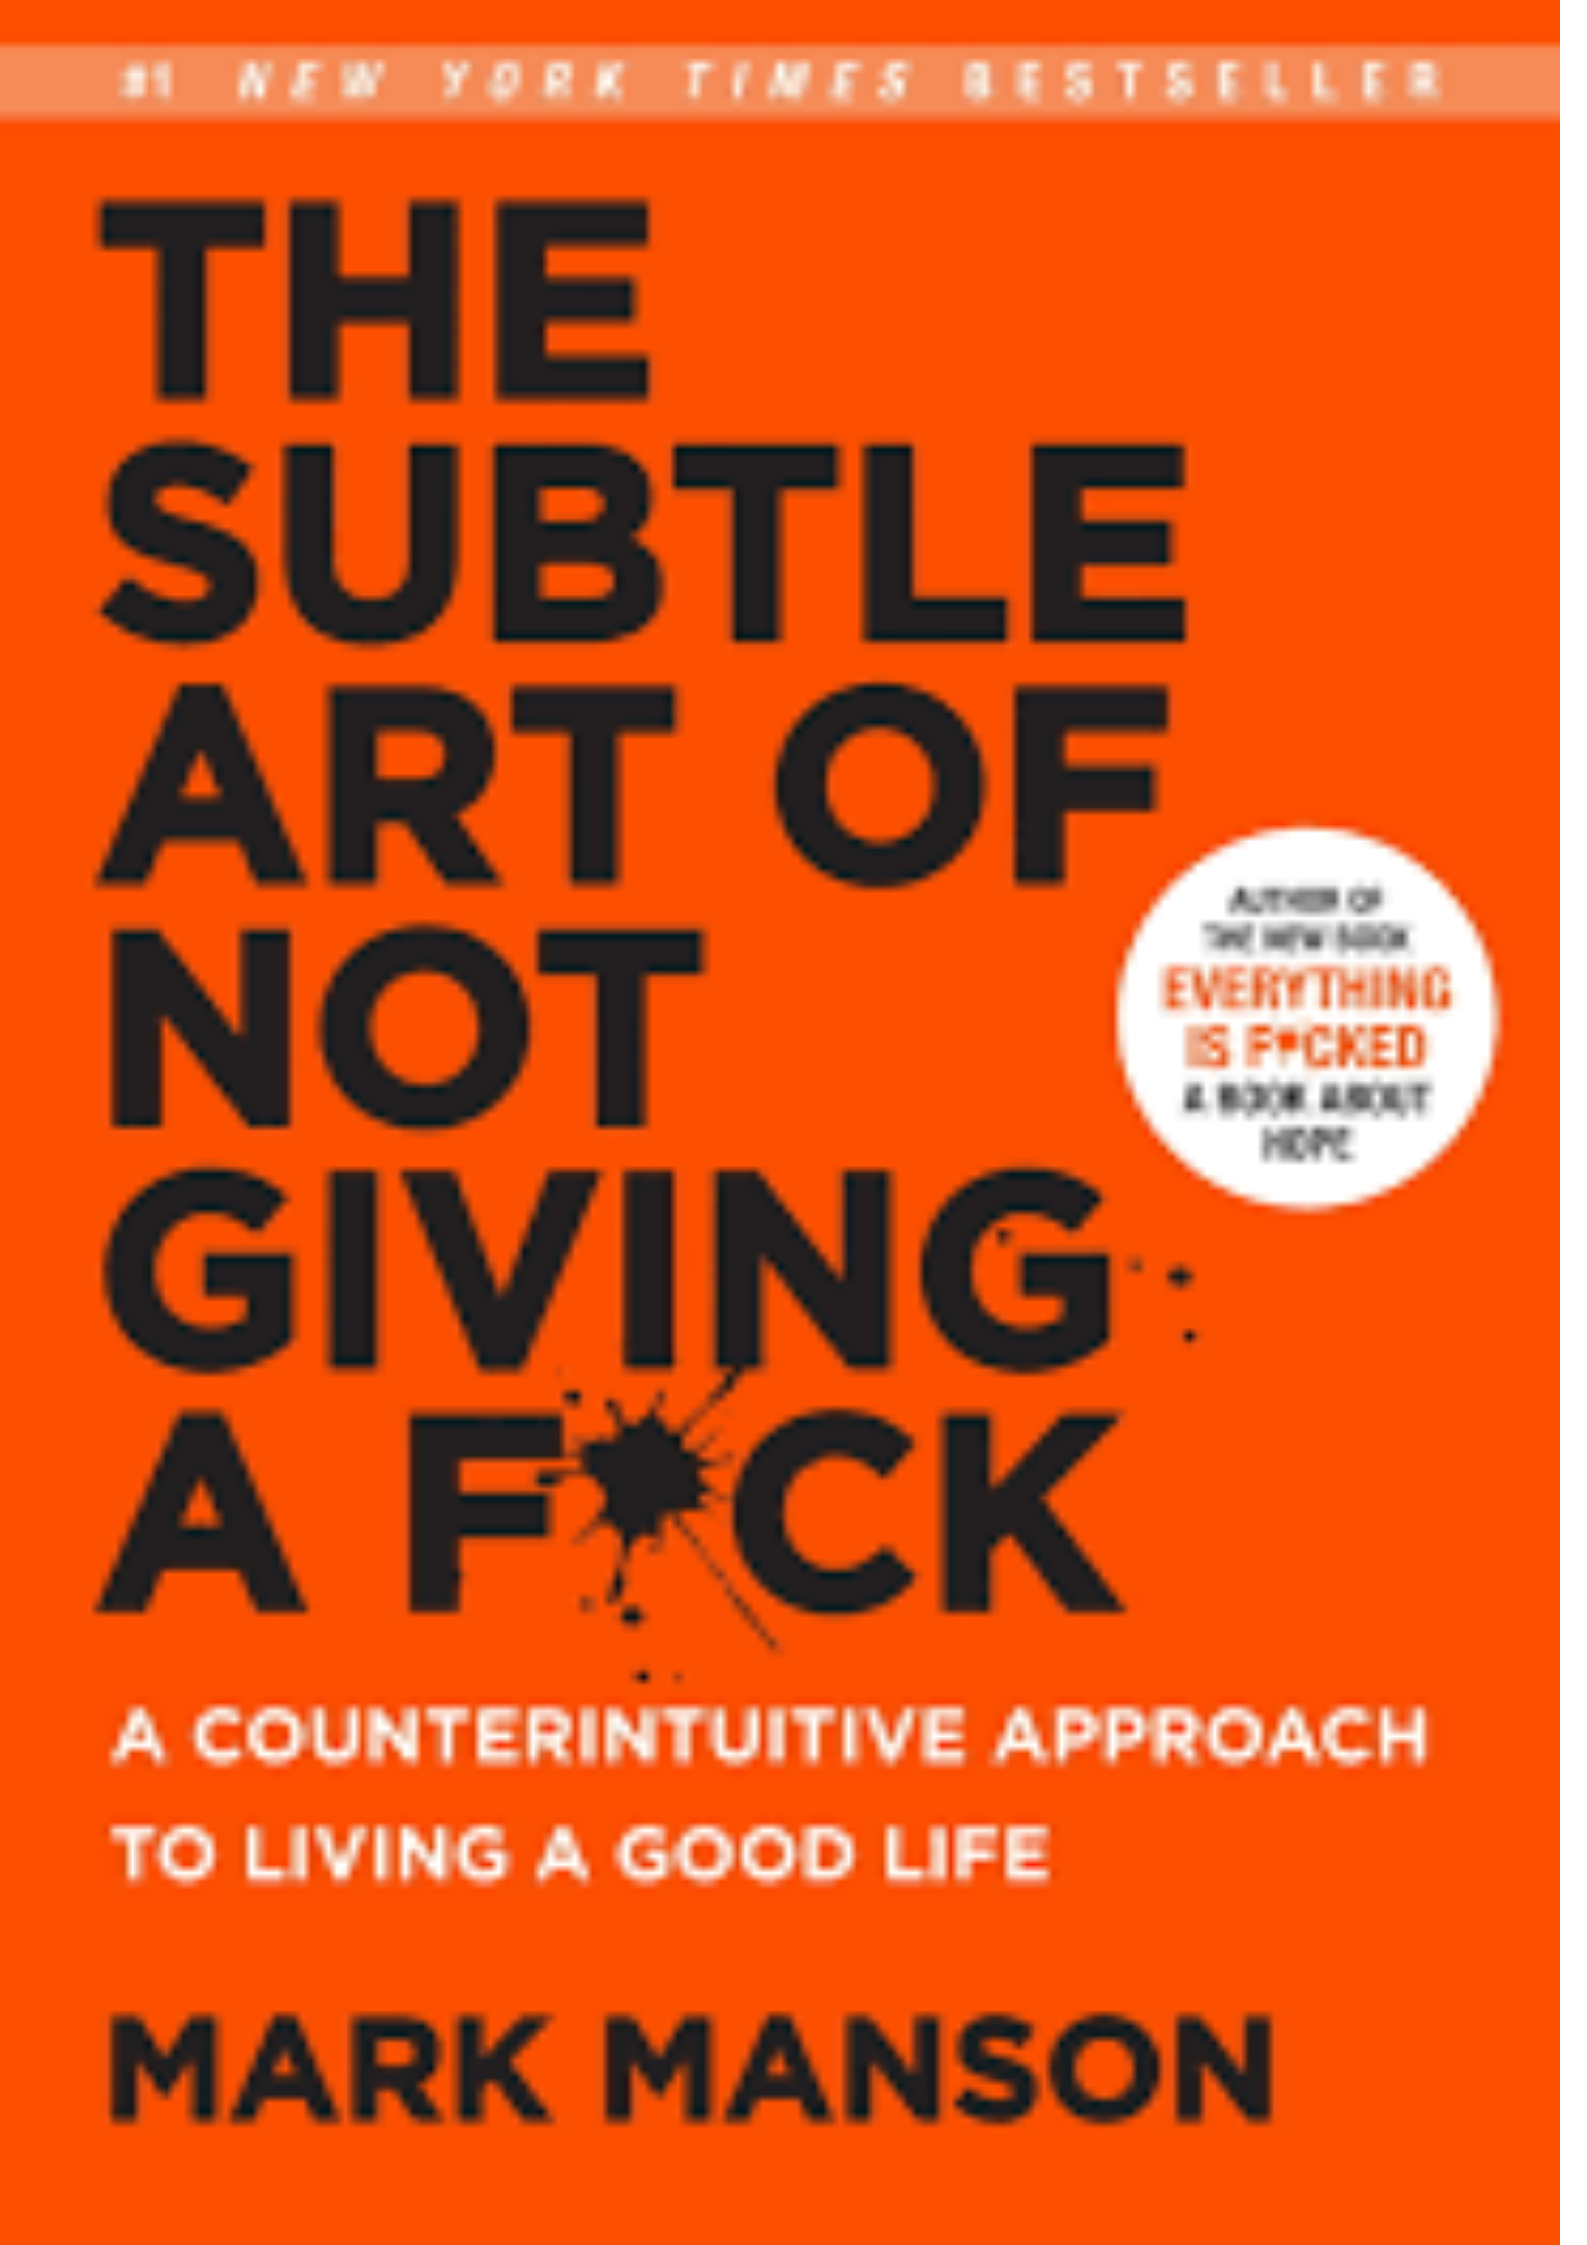 #1 NEW YORK TIMES BESTSELLER
THE
SUBTLE
ART OF
NOT
GIVING
A F*CK
AUTHOR OF
THE NEW BOOK
EVERYTHING
IS F*CKED
A BOOK ABOUT
HOPE
A COUNTERINTUITIVE APPROACH
TO LIVING A GOOD LIFE
MARK MANSON